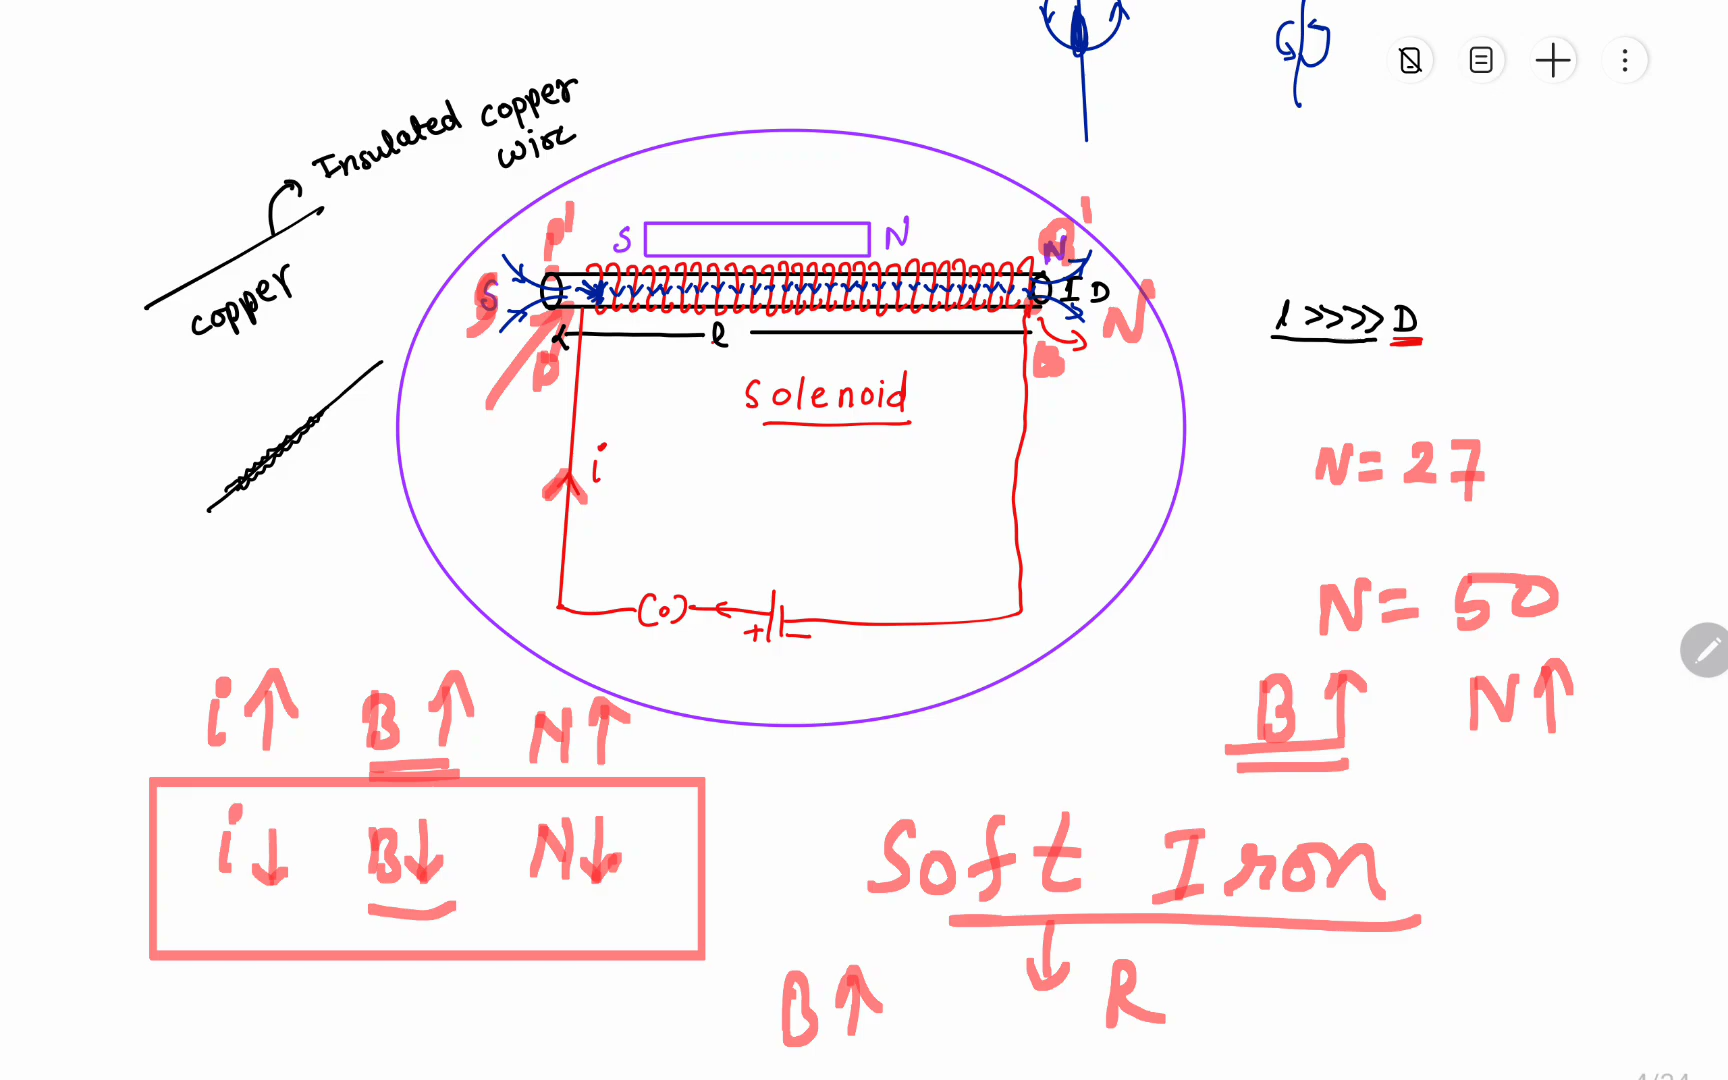 Insulated copper
wire
copper
S N
P' Q'
S N
N
D
P l B
l >>>> D
Solenoid
i
N = 27
(o)
+ –
N = 50
i↑ B↑ N↑
B↑ N↑
i↓ B↓ N↓
Soft Iron
B↑ ↓ R